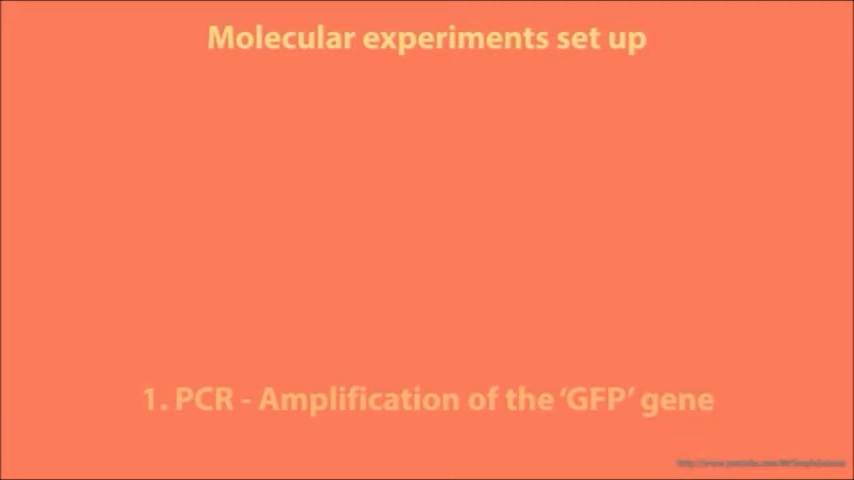 Molecular experiments set up
1. PCR - Amplification of the ‘GFP’ gene